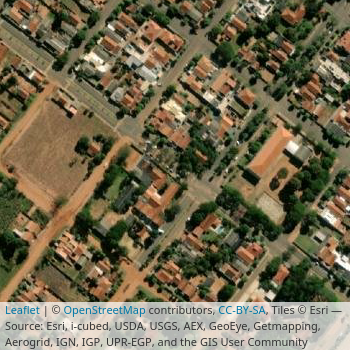 Leaflet | © OpenStreetMap contributors, CC-BY-SA, Tiles © Esri —
Source: Esri, i-cubed, USDA, USGS, AEX, GeoEye, Getmapping,
Aerogrid, IGN, IGP, UPR-EGP, and the GIS User Community